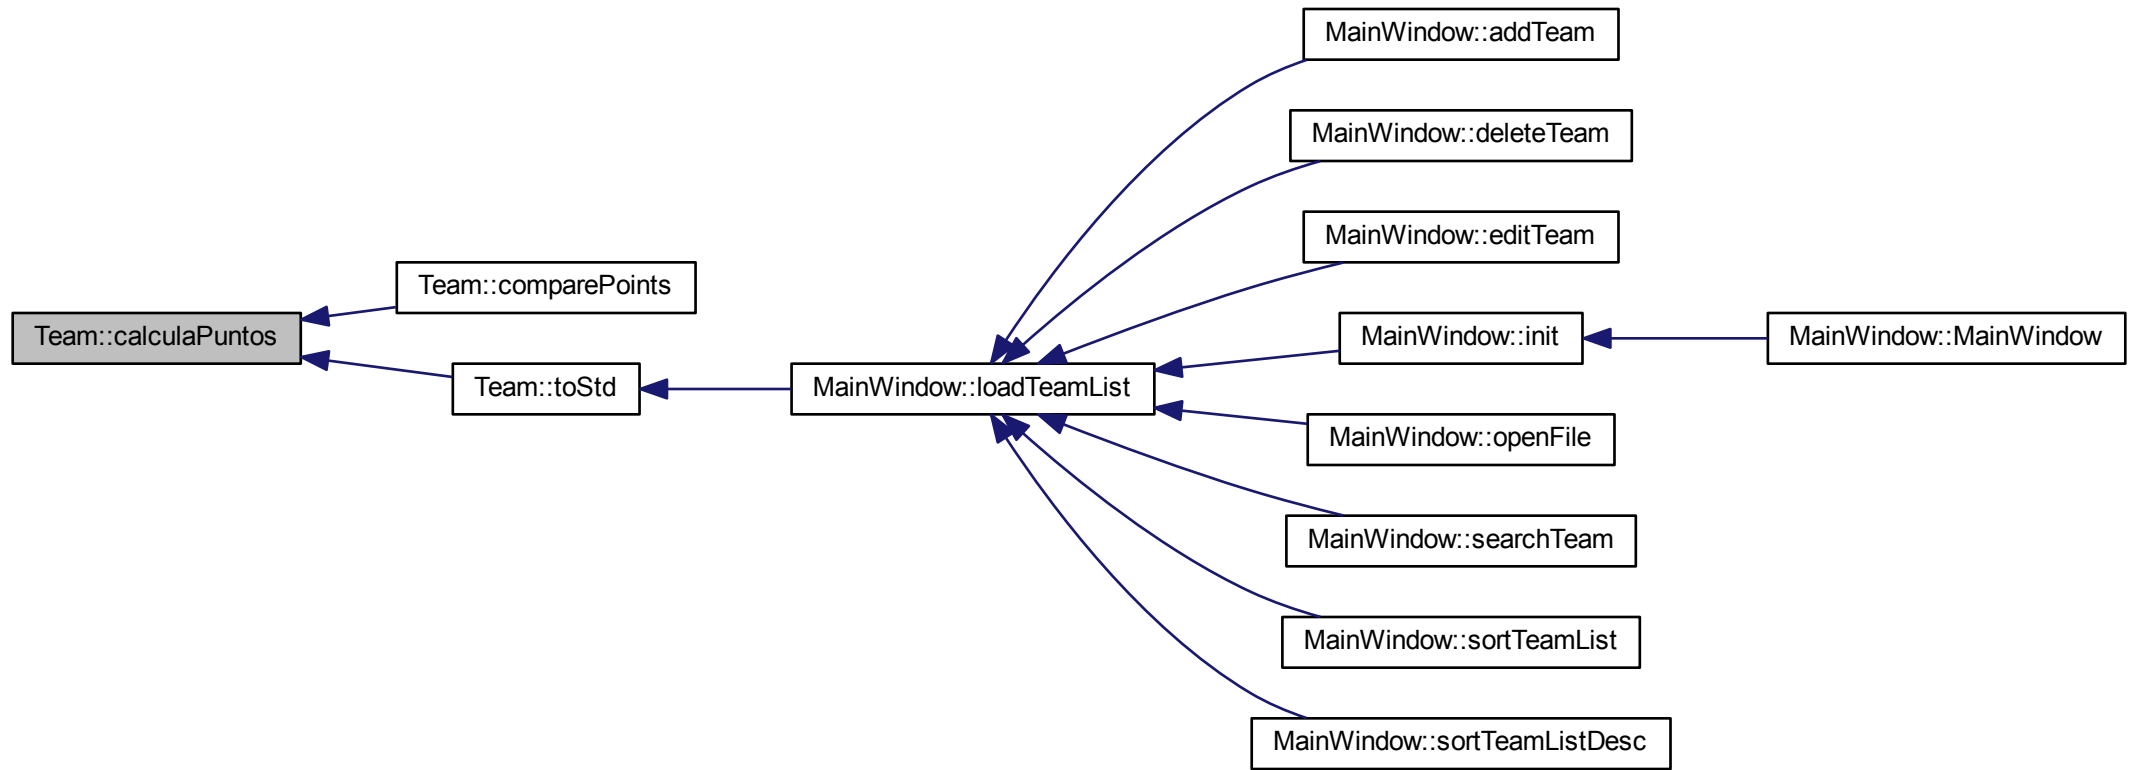 MainWindow::addTeam
MainWindow::deleteTeam
MainWindow::editTeam
Team::comparePoints
Team::calculaPuntos
MainWindow::init
MainWindow::MainWindow
Team::toStd
MainWindow::loadTeamList
MainWindow::openFile
MainWindow::searchTeam
MainWindow::sortTeamList
MainWindow::sortTeamListDesc